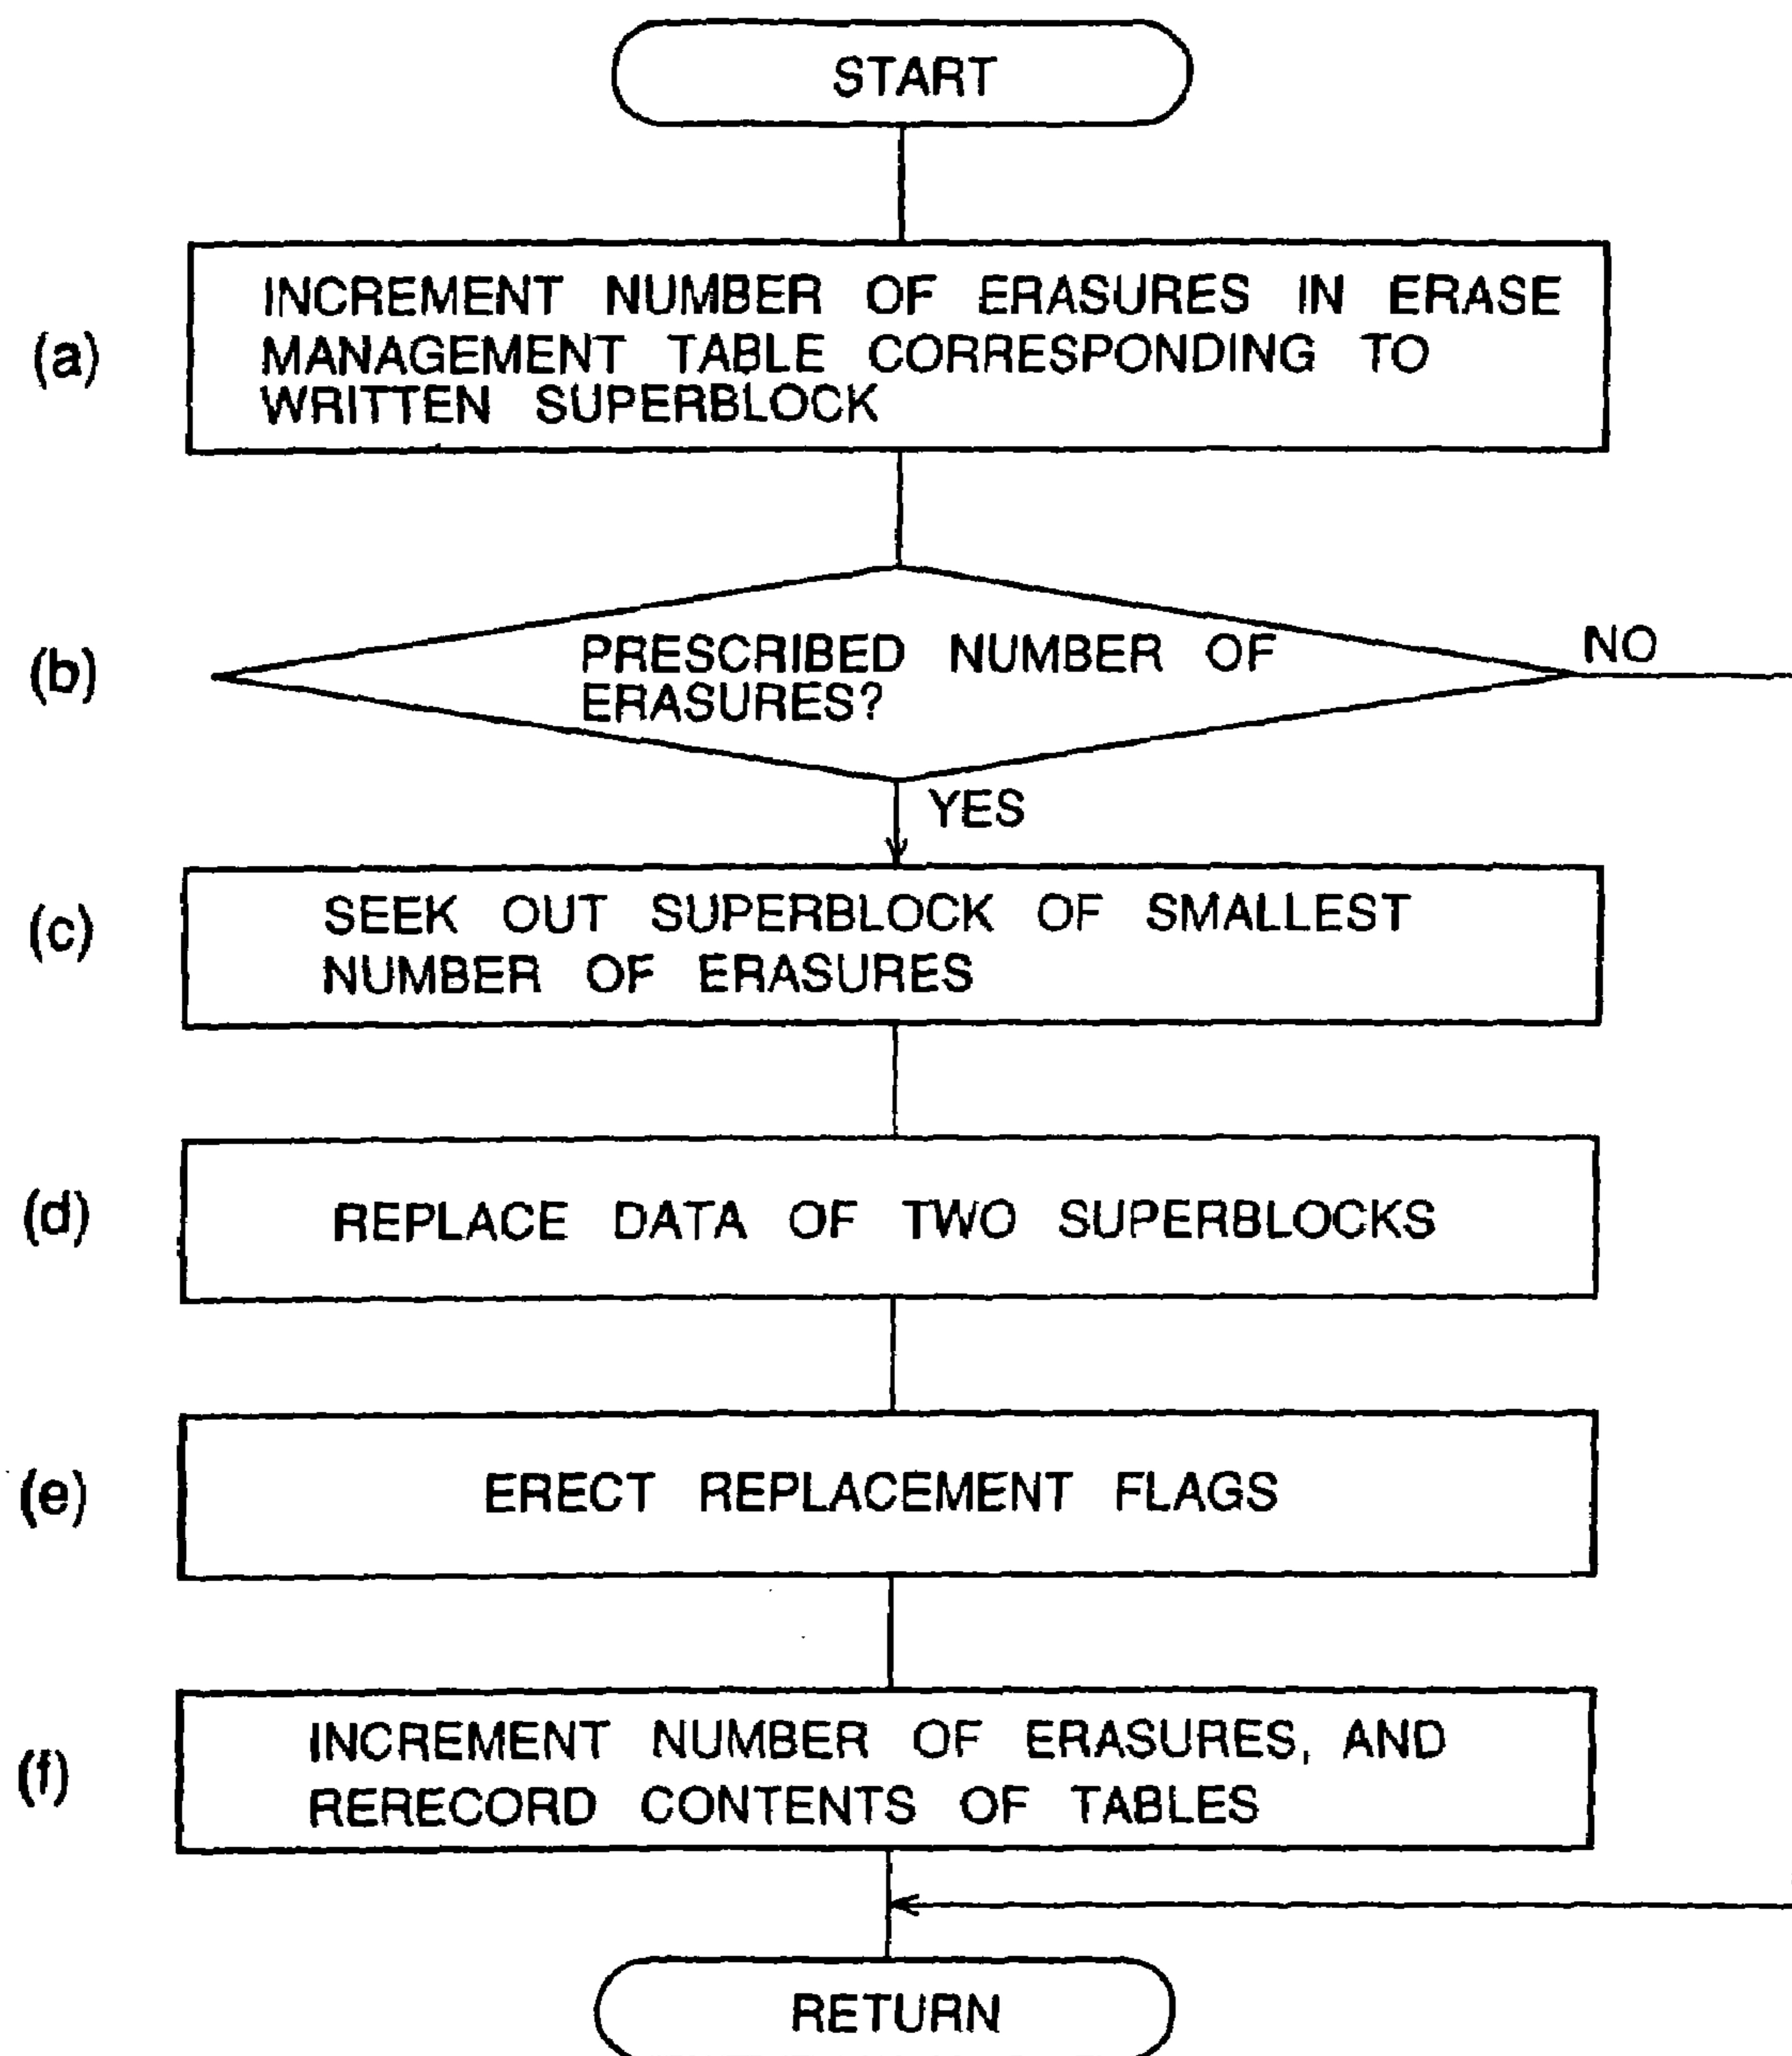 START
(a)
INCREMENT NUMBER OF ERASURES IN ERASE
MANAGEMENT TABLE CORRESPONDING TO
WRITTEN SUPERBLOCK
(b)
PRESCRIBED NUMBER OF
ERASURES?
NO
YES
(c)
SEEK OUT SUPERBLOCK OF SMALLEST
NUMBER OF ERASURES
(d)
REPLACE DATA OF TWO SUPERBLOCKS
(e)
ERECT REPLACEMENT FLAGS
(f)
INCREMENT NUMBER OF ERASURES, AND
RERECORD CONTENTS OF TABLES
RETURN